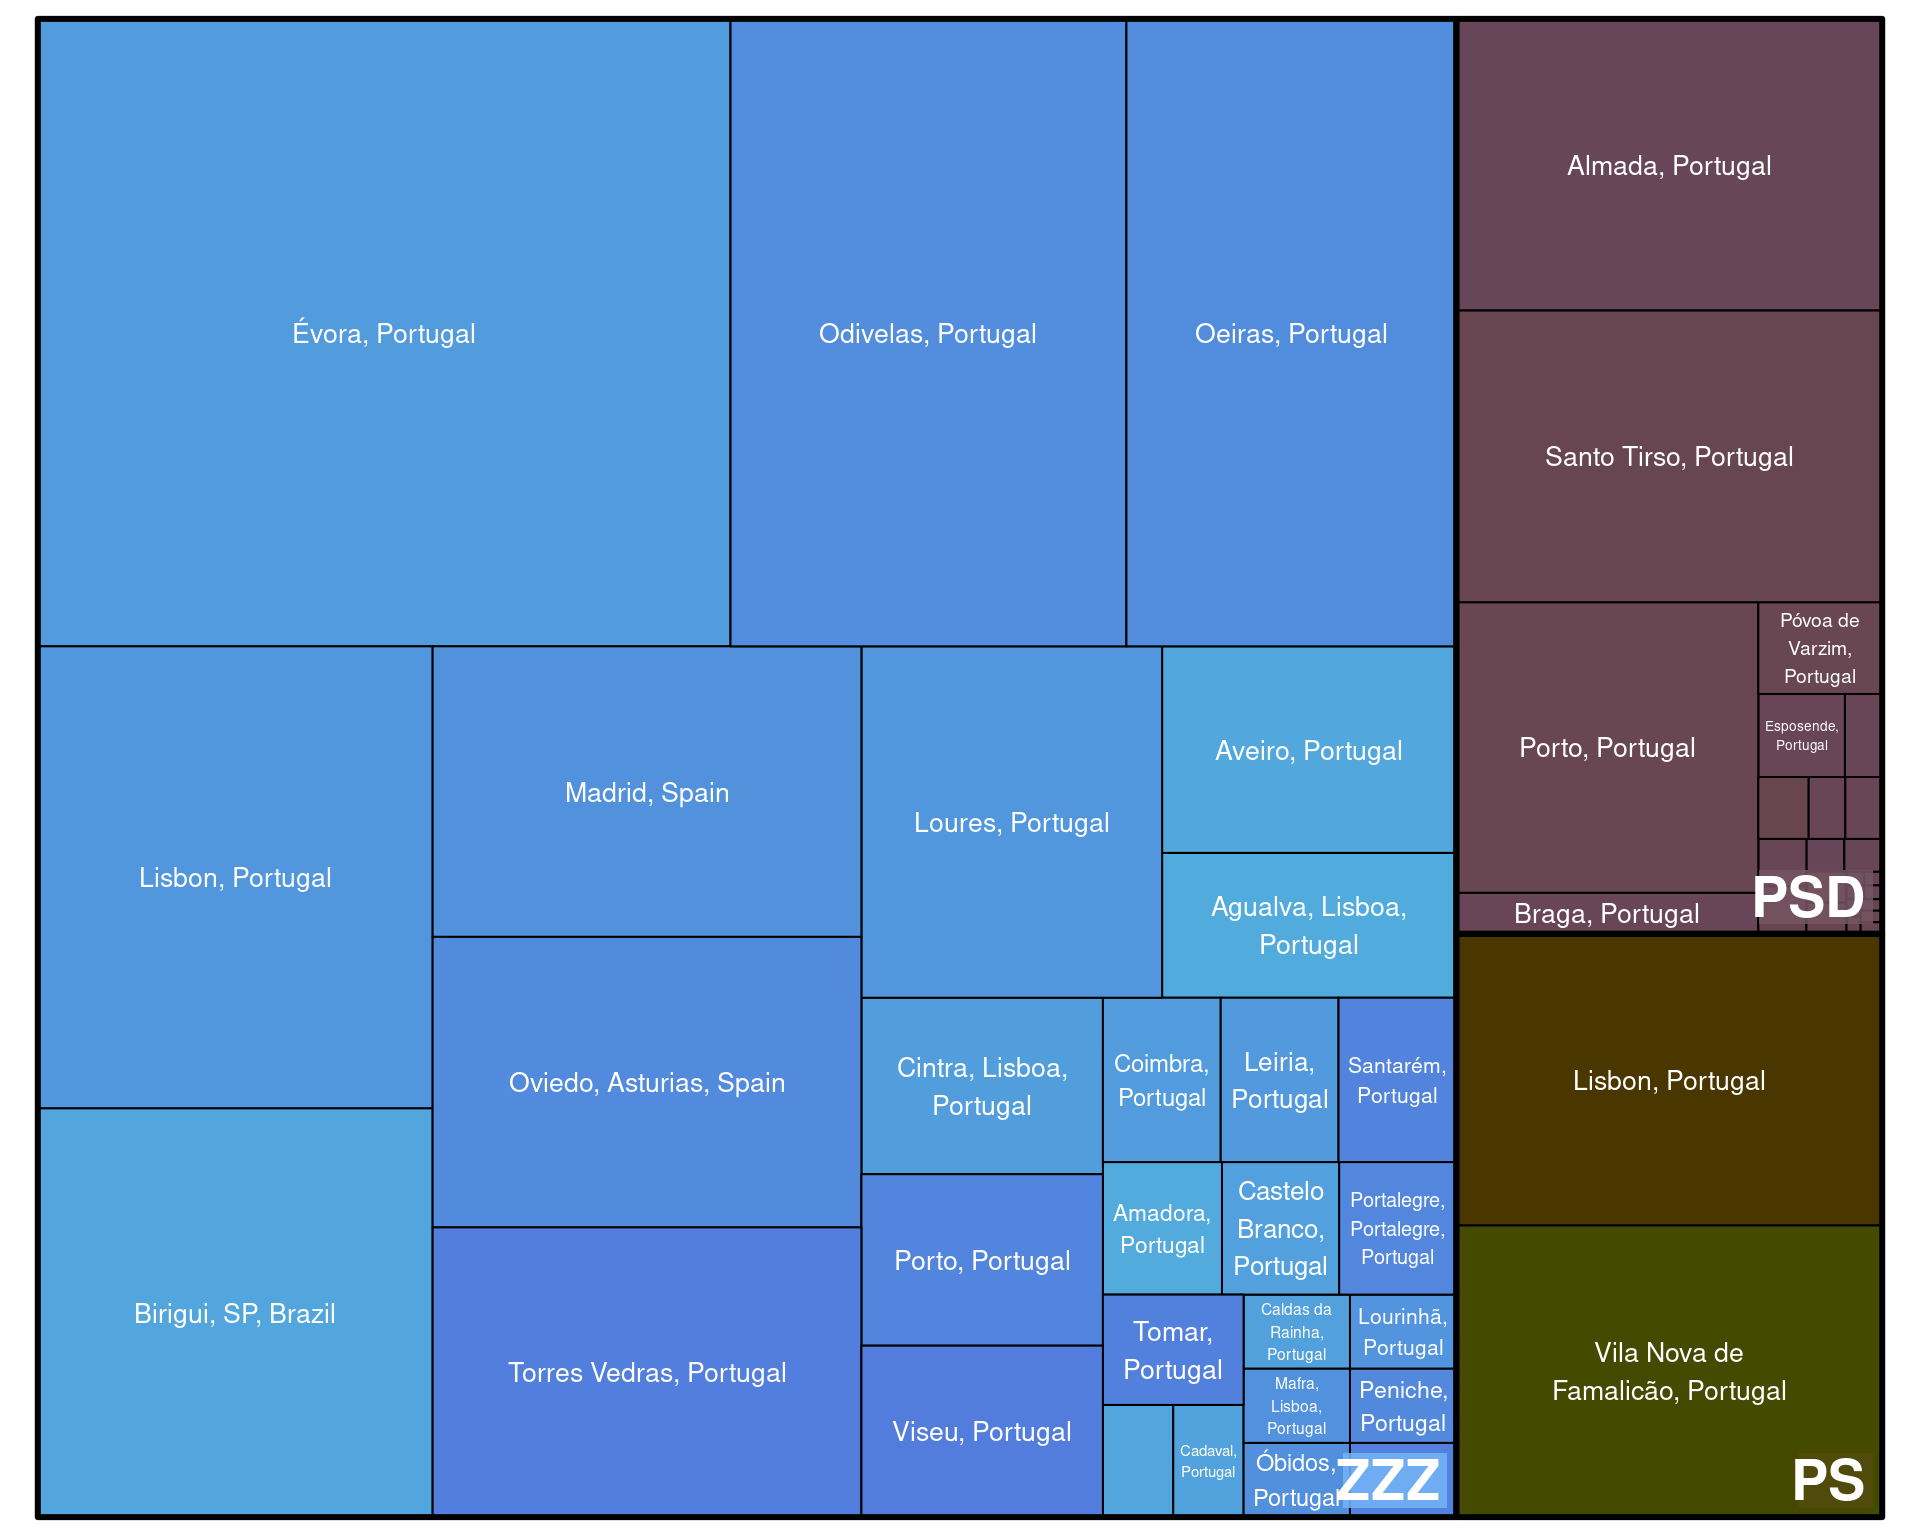 Évora, Portugal
Odivelas, Portugal
Oeiras, Portugal
Almada, Portugal
Santo Tirso, Portugal
Porto, Portugal
Póvoa de
Varzim,
Portugal
Esposende,
Portugal
Braga, Portugal
PSD
Lisbon, Portugal
Madrid, Spain
Loures, Portugal
Aveiro, Portugal
Agualva, Lisboa,
Portugal
Oviedo, Asturias, Spain
Birigui, SP, Brazil
Torres Vedras, Portugal
Cintra, Lisboa,
Portugal
Coimbra,
Portugal
Leiria,
Portugal
Santarém,
Portugal
Porto, Portugal
Amadora,
Portugal
Castelo
Branco,
Portugal
Portalegre,
Portalegre,
Portugal
Viseu, Portugal
Tomar,
Portugal
Caldas da
Rainha,
Portugal
Lourinhã,
Portugal
Mafra,
Lisboa,
Portugal
Peniche,
Portugal
Cadaval,
Portugal
Óbidos,
Portugal
ZZZ
Lisbon, Portugal
Vila Nova de
Famalicão, Portugal
PS